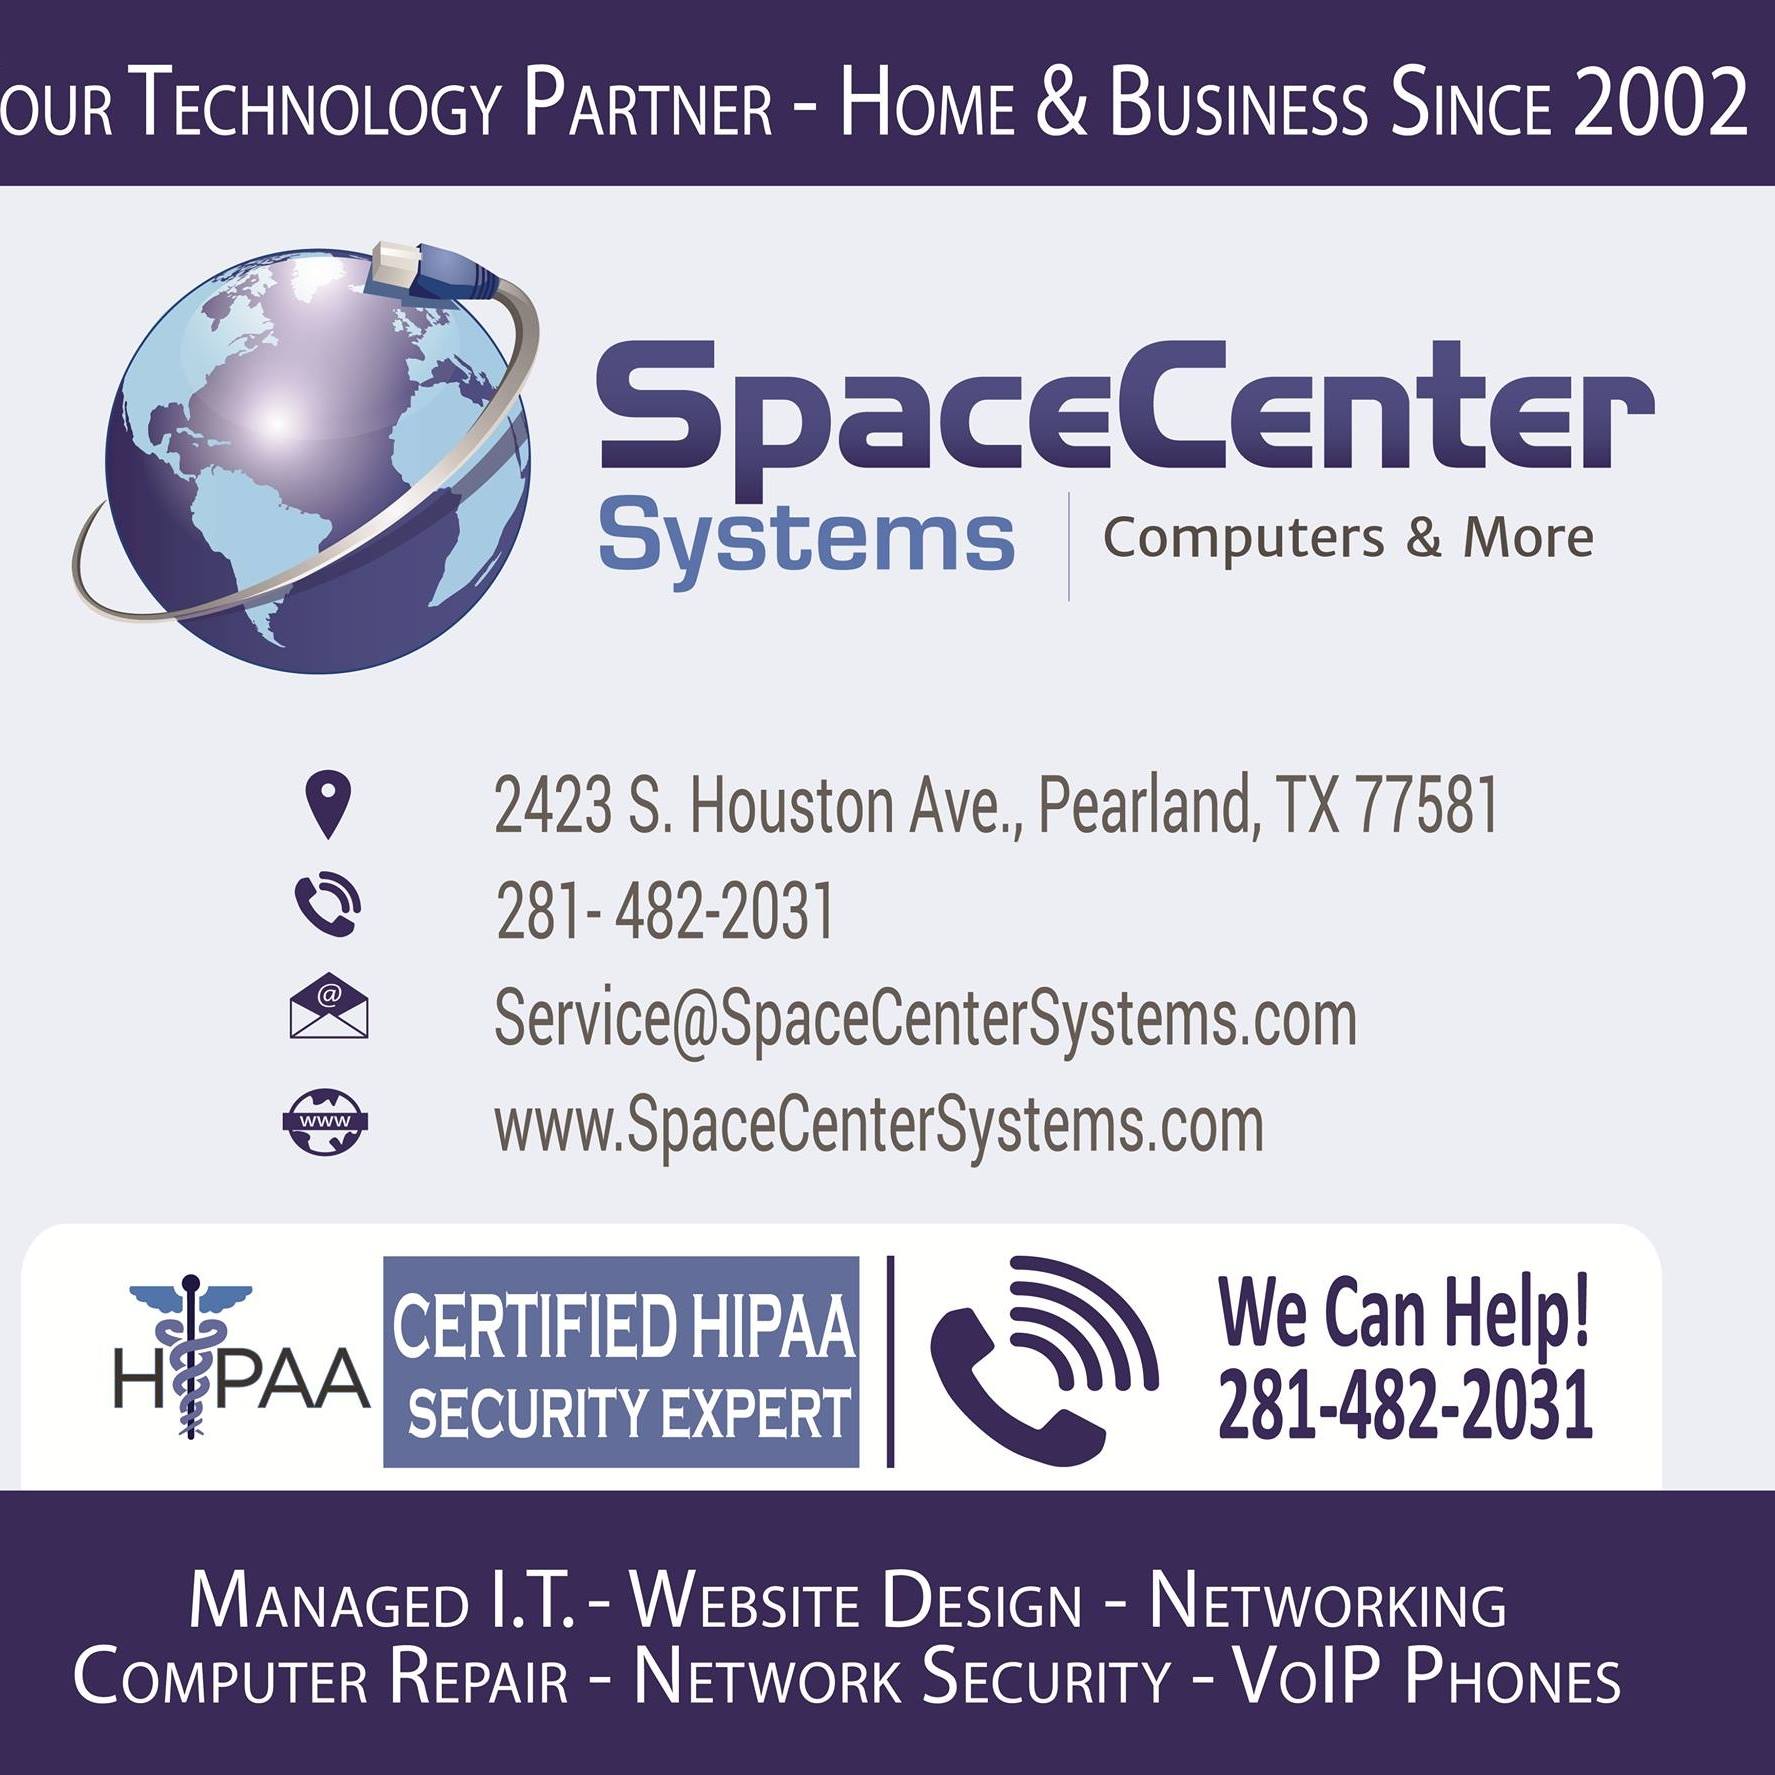 OUR TECHNOLOGY PARTNER - HOME & BUSINESS SINCE 2002
SpaceCenter
Systems | Computers & More
2423 S. Houston Ave., Pearland, TX 77581
281- 482-2031
@
Service@SpaceCenterSystems.com
www
www.SpaceCenterSystems.com
HIPAA
CERTIFIED HIPAA
SECURITY EXPERT
We Can Help!
281-482-2031
MANAGED I.T. - WEBSITE DESIGN - NETWORKING
COMPUTER REPAIR - NETWORK SECURITY - VOIP PHONES